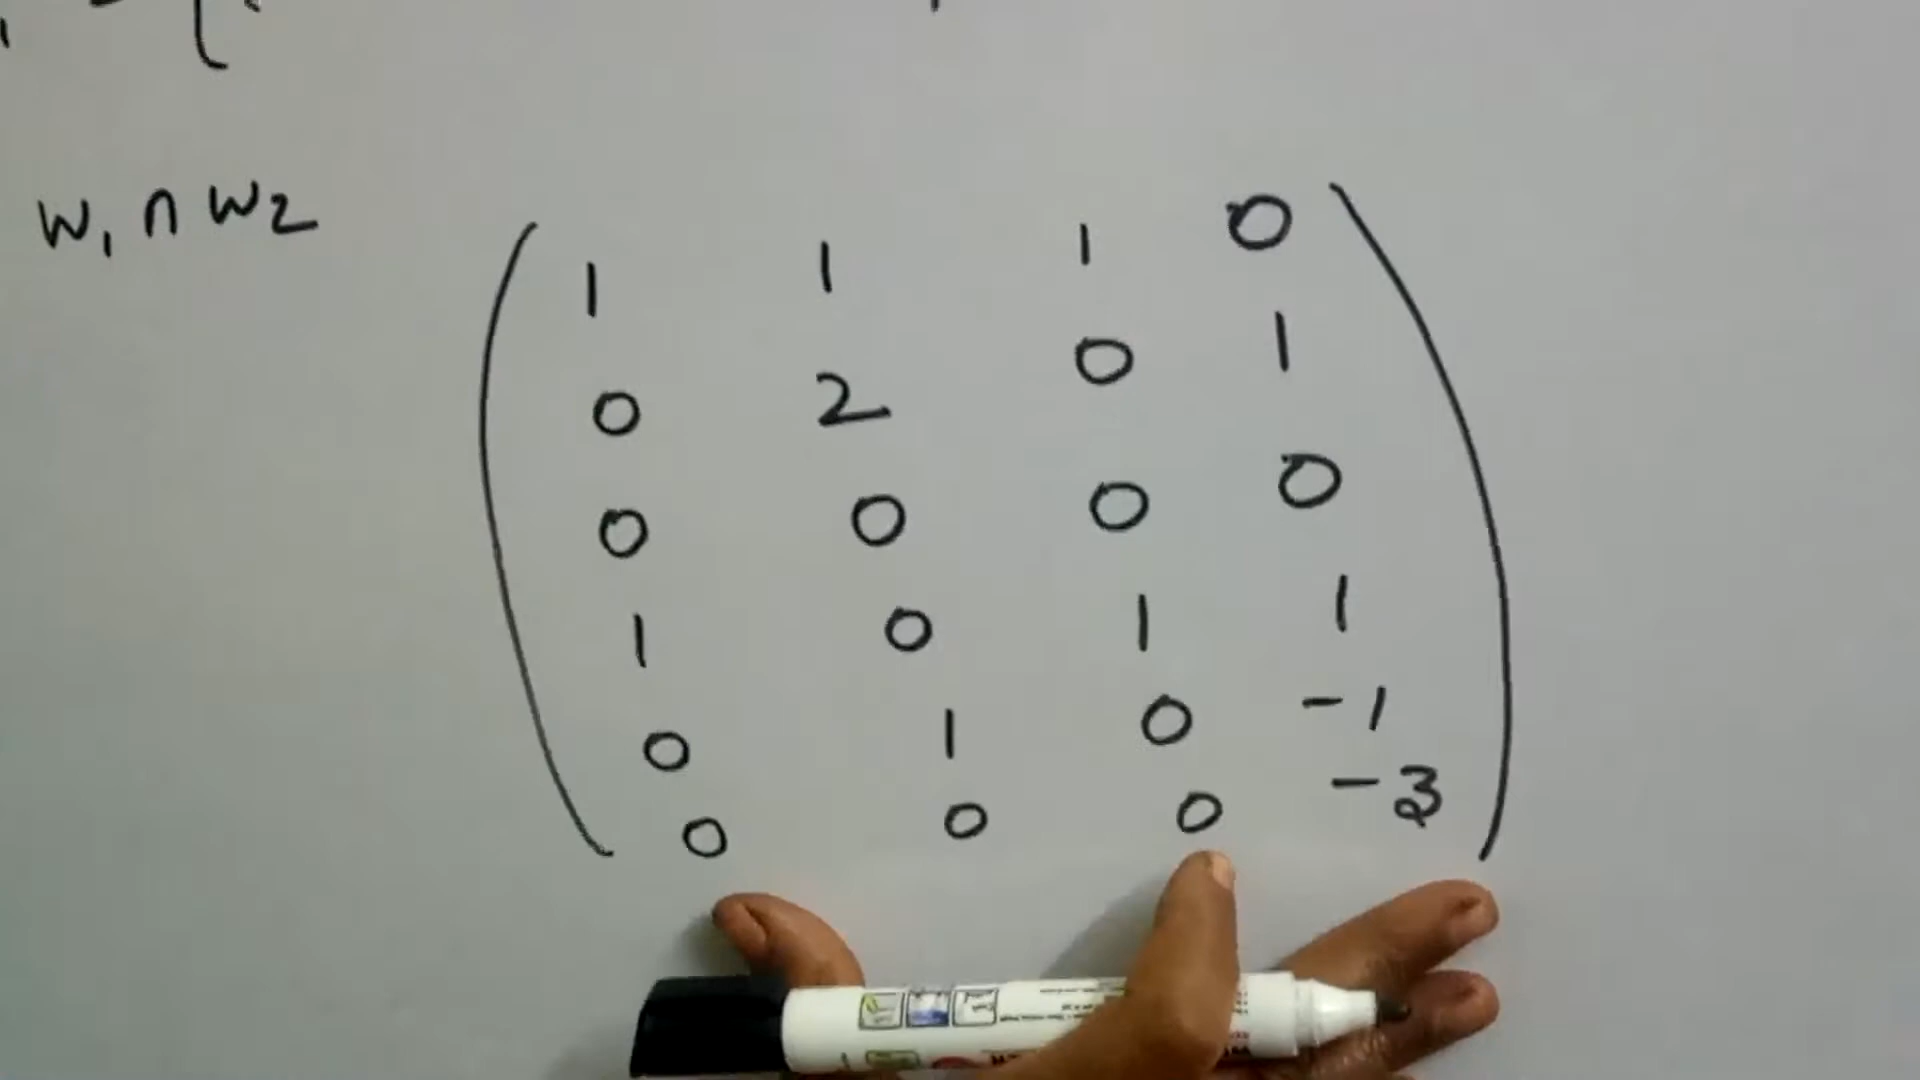 W₁ ∩ W₂
1 1 1 0
0 2 0 1
0 0 0 0
1 0 1 1
0 1 0 -1
0 0 0 -3